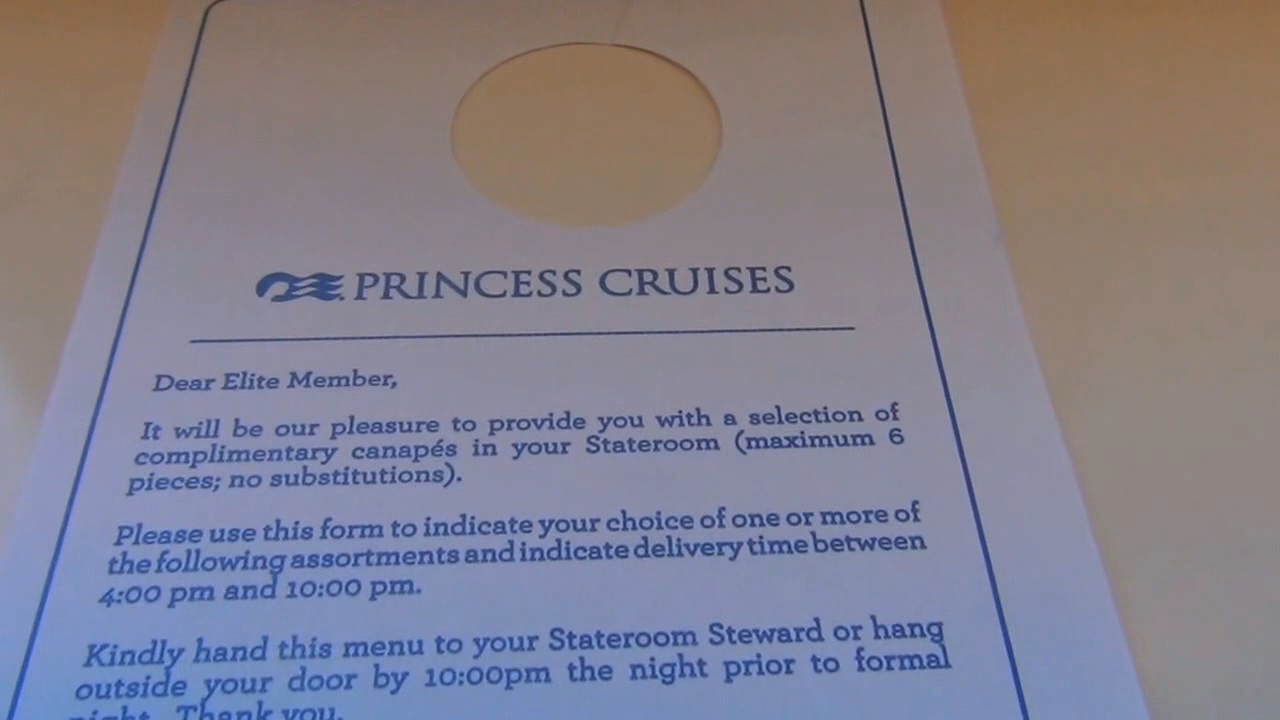 PRINCESS CRUISES
Dear Elite Member,
It will be our pleasure to provide you with a selection of
complimentary canapés in your Stateroom (maximum 6
pieces; no substitutions).
Please use this form to indicate your choice of one or more of
the following assortments and indicate delivery time between
4:00 pm and 10:00 pm.
Kindly hand this menu to your Stateroom Steward or hang
outside your door by 10:00pm the night prior to formal
night. Thank you.